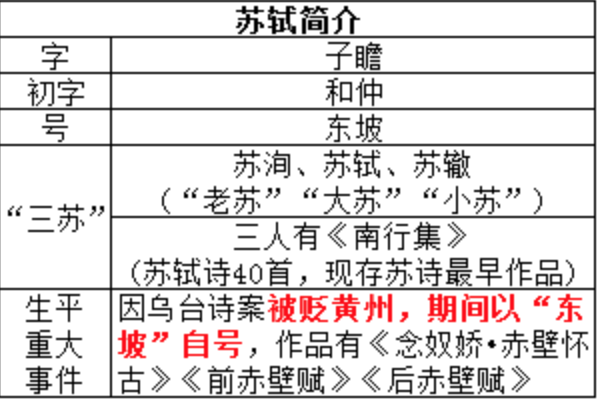 苏轼简介
字
子瞻
初字
和仲
号
东坡
“三苏”
苏洵、苏轼、苏辙
（“老苏”“大苏”“小苏”）
三人有《南行集》
(苏轼诗40首，现存苏诗最早作品)
生平
重大
事件
因乌台诗案被贬黄州，期间以“东
坡”自号，作品有《念奴娇·赤壁怀
古》《前赤壁赋》《后赤壁赋》